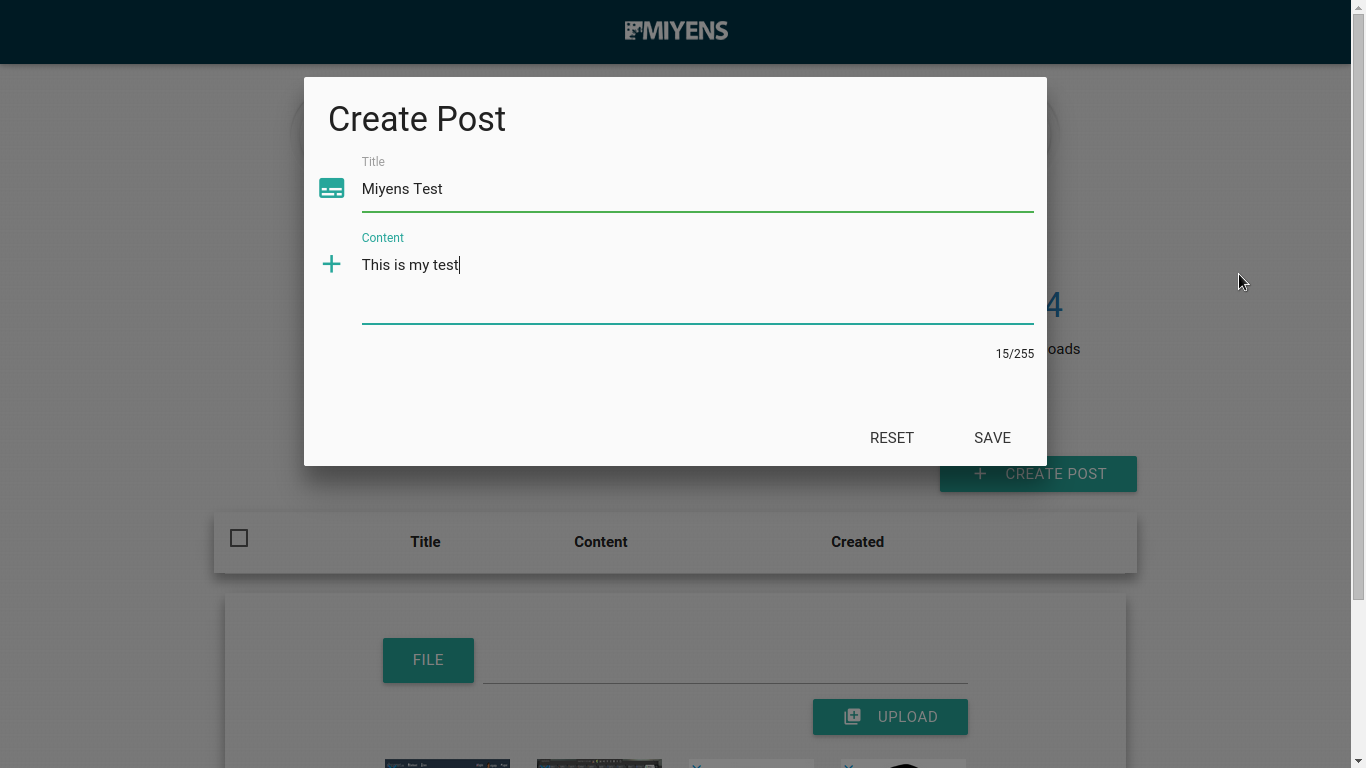 MIYENS
Create Post
Title
Miyens Test
Content
This is my test
15/255
RESET
SAVE
4
oads
CREATE POST
Title
Content
Created
FILE
UPLOAD